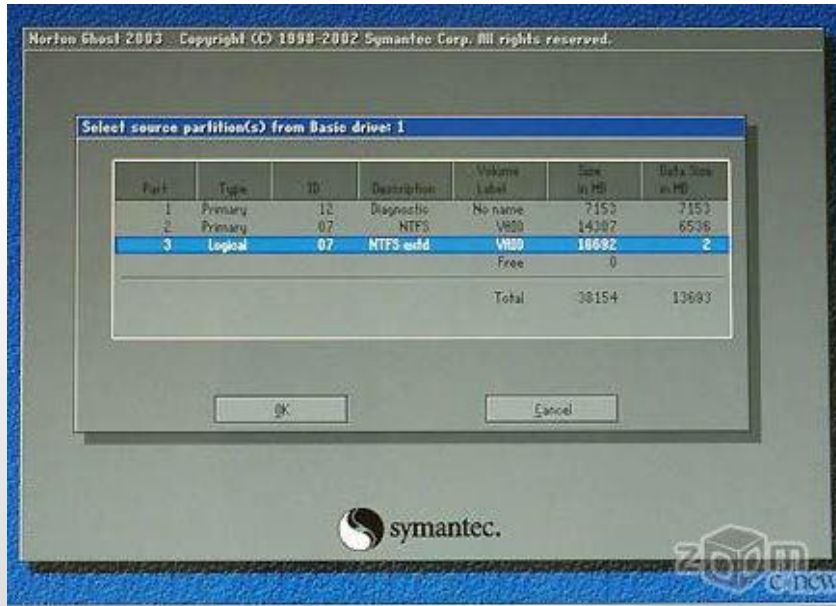 Norton Ghost 2003 Copyright (C) 1998-2002 Symantec Corp. All rights reserved.
Select source partition(s) from Basic drive: 1
Part Type ID Description Volume Label Size in MB Data Size in MB
1 Primary 12 Diagnostic No name 7153 7153
2 Primary 07 NTFS 14307 6536
3 Logical 07 NTFS extd 16692 2
Free 0
Total 38154 13693
OK Cancel
symantec.
ZOOM